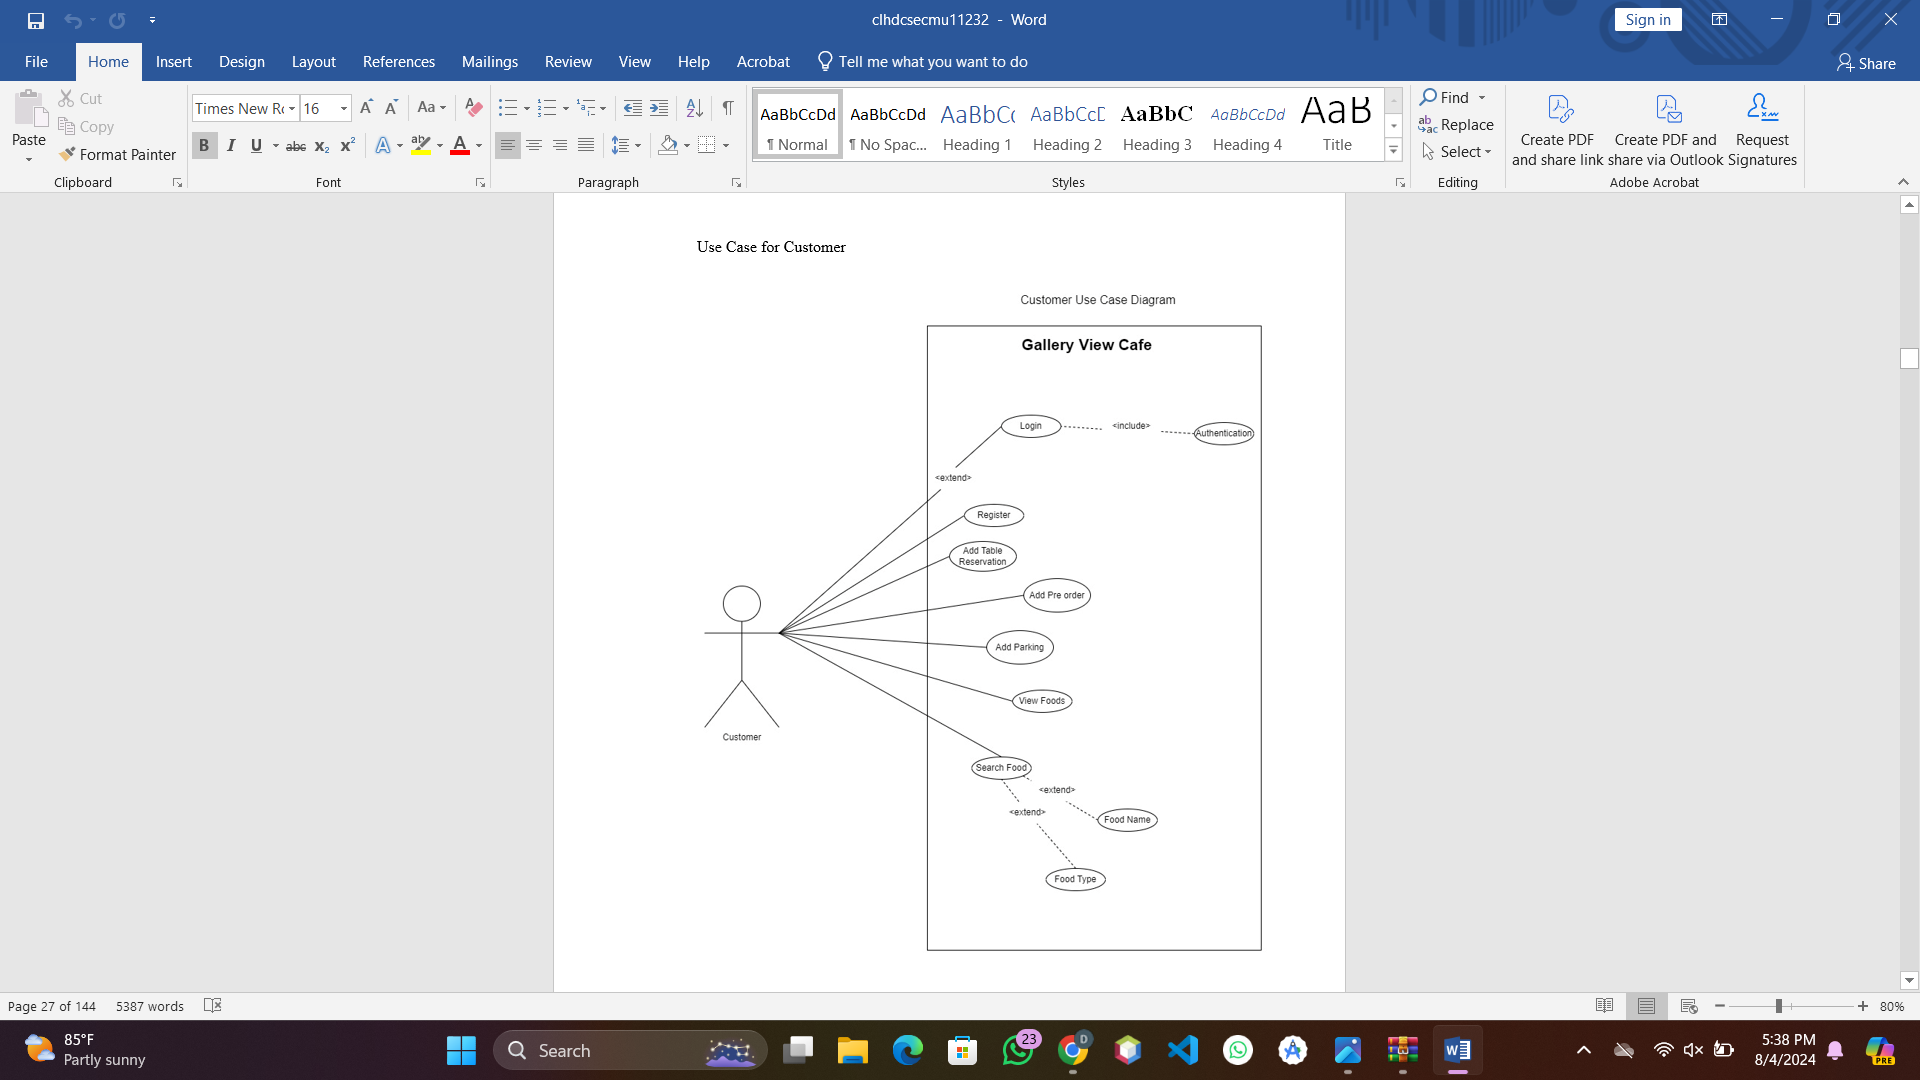 clhdcsecmu11232 - Word
Sign in
File Home Insert Design Layout References Mailings Review View Help Acrobat Tell me what you want to do
Share
Paste
Cut
Copy
Format Painter
Clipboard
Times New Ro 16
Font
Paragraph
AaBbCcDd AaBbCcDd AaBbCc AaBbCcC AaBbC AaBbCcDd AaB
¶ Normal ¶ No Spac... Heading 1 Heading 2 Heading 3 Heading 4 Title
Styles
Find
Replace
Select
Editing
Create PDF
and share link
Create PDF and
share via Outlook
Request
Signatures
Adobe Acrobat
Use Case for Customer
Customer Use Case Diagram
Gallery View Cafe
Login
<include>
Authentication
<extend>
Register
Add Table
Reservation
Add Pre order
Add Parking
View Foods
Customer
Search Food
<extend>
<extend>
Food Name
Food Type
Page 27 of 144 5387 words
80%
85°F
Partly sunny
Search
23
D
5:38 PM
8/4/2024
PRE